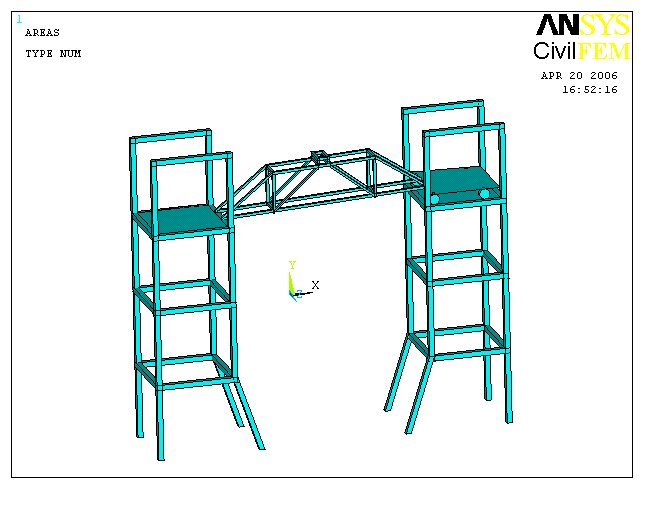 1
AREAS
TYPE NUM
ANSYS
CivilFEM
APR 20 2006
16:52:16
Y
Z
X